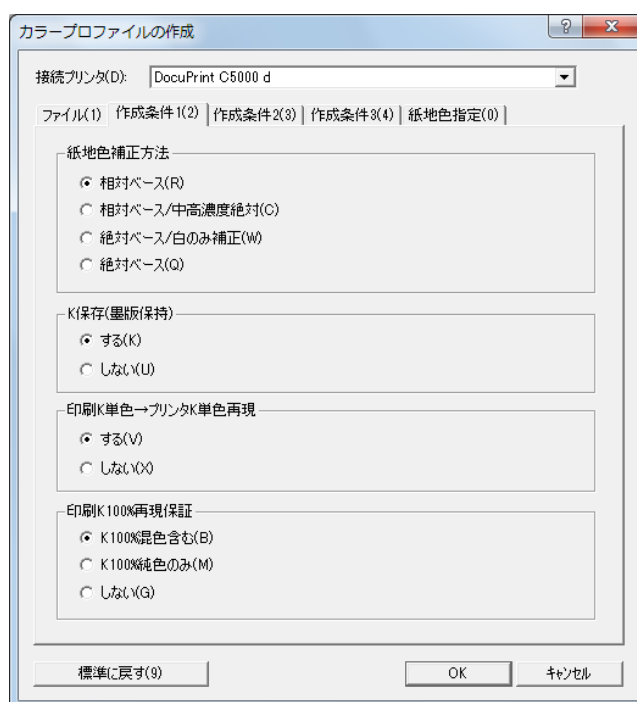 カラープロファイルの作成
接続プリンタ(D): DocuPrint C5000 d
ファイル(1) 作成条件1(2) 作成条件2(3) 作成条件3(4) 紙地色指定(0)
紙地色補正方法
相対ベース(R)
相対ベース/中高濃度絶対(C)
絶対ベース/白のみ補正(W)
絶対ベース(Q)
K保存(墨版保持)
する(K)
しない(U)
印刷K単色→プリンタK単色再現
する(V)
しない(X)
印刷K100%再現保証
K100%混色含む(B)
K100%純色のみ(M)
しない(G)
標準に戻す(9) OK キャンセル